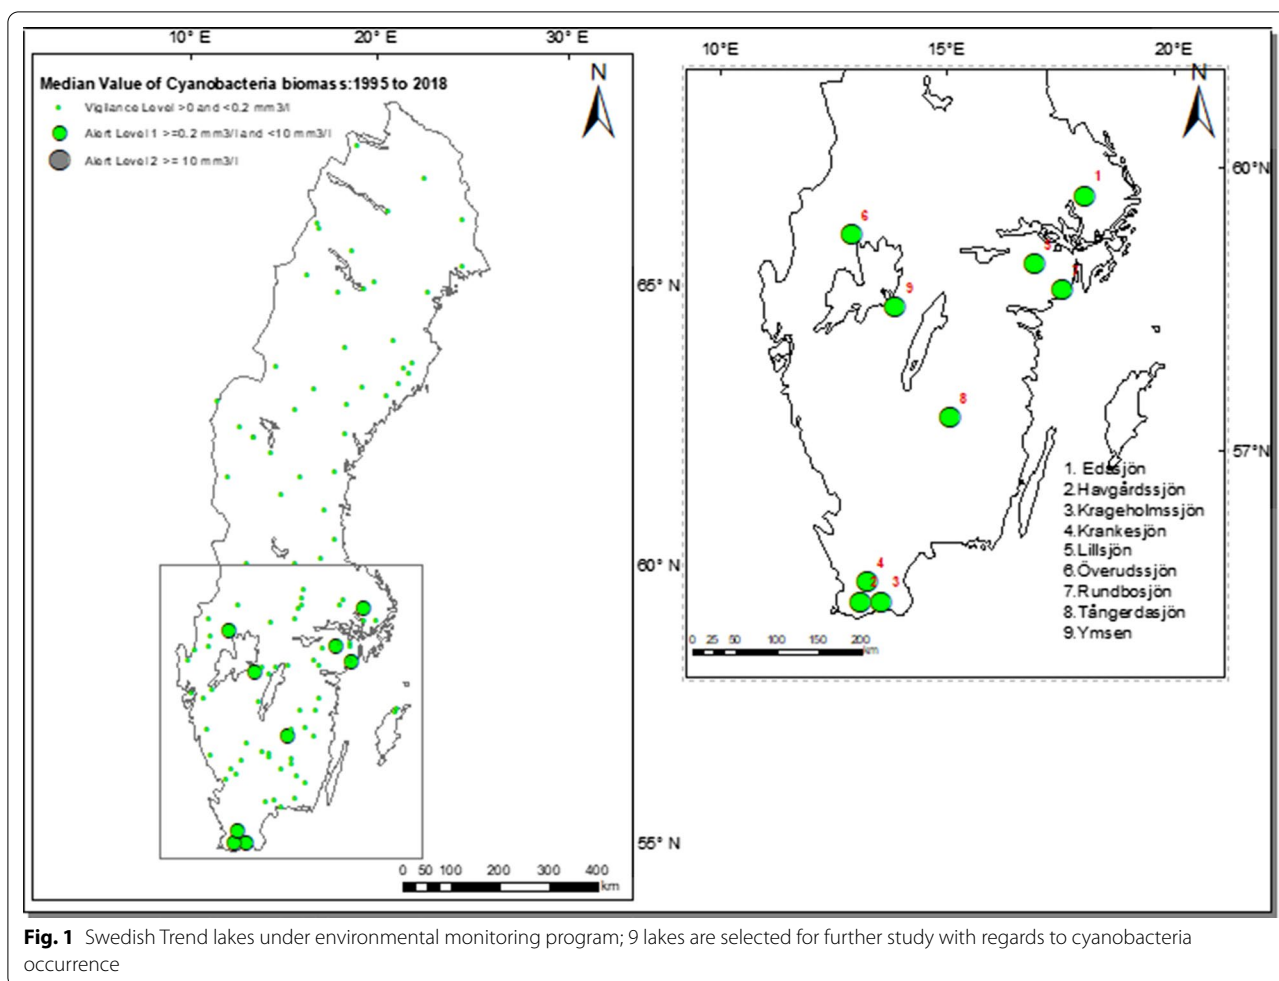 10° E 20° E 30° E
Median Value of Cyanobacteria biomass:1995 to 2018
Vigilance Level >0 and <0.2 mm3/l
Alert Level 1 >=0.2 mm3/l and <10 mm3/l
Alert Level 2 >= 10 mm3/l
N
65° N
60° N
55° N
0 50 100 200 300 400
km
10°E 15°E 20°E
N
60°N
57°N
1
6
5
7
9
8
4
2 3
1. Edssjön
2.Havgårdssjön
3.Krageholmssjön
4.Krankesjön
5.Lillsjön
6.Överudssjön
7.Rundbosjön
8.Tångerdasjön
9.Ymsen
0 25 50 100 150 200
km
Fig. 1 Swedish Trend lakes under environmental monitoring program; 9 lakes are selected for further study with regards to cyanobacteria
occurrence